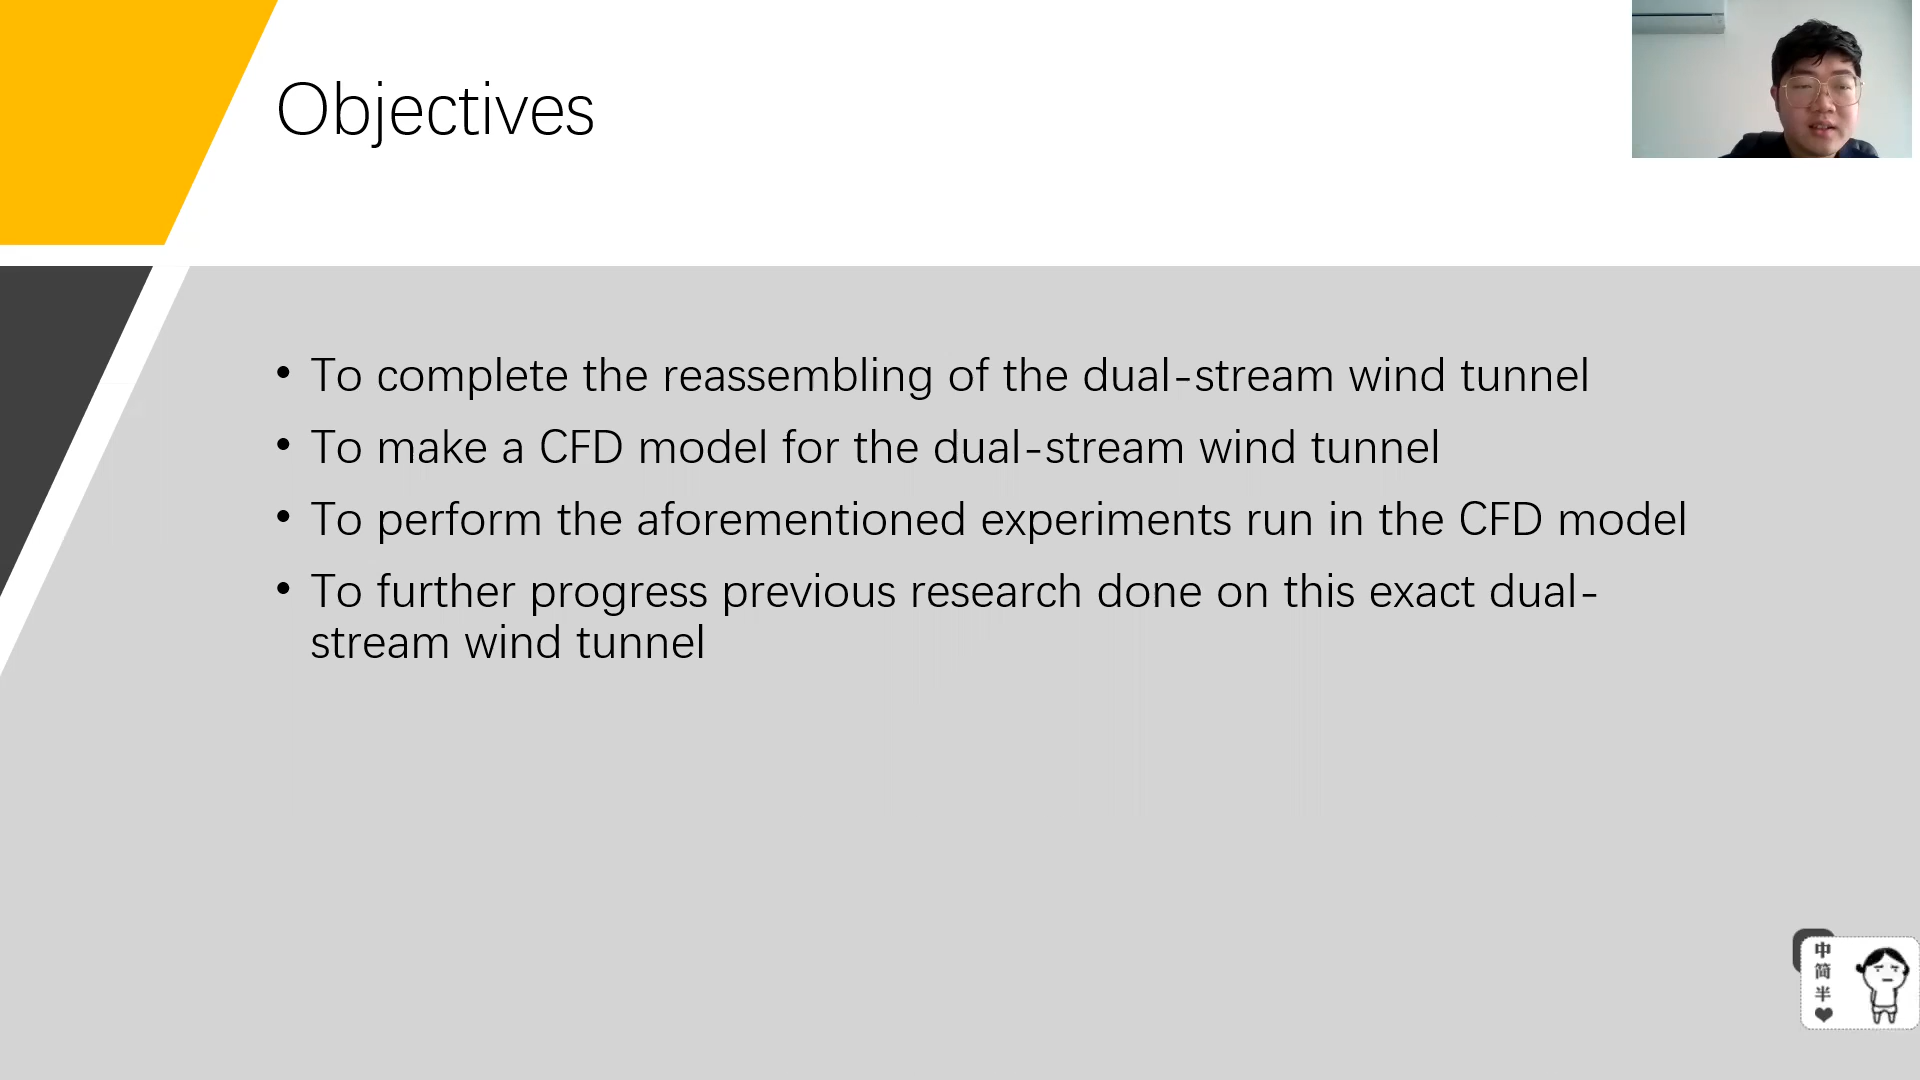 Objectives
• To complete the reassembling of the dual-stream wind tunnel
• To make a CFD model for the dual-stream wind tunnel
• To perform the aforementioned experiments run in the CFD model
• To further progress previous research done on this exact dual-
stream wind tunnel
中
简
半